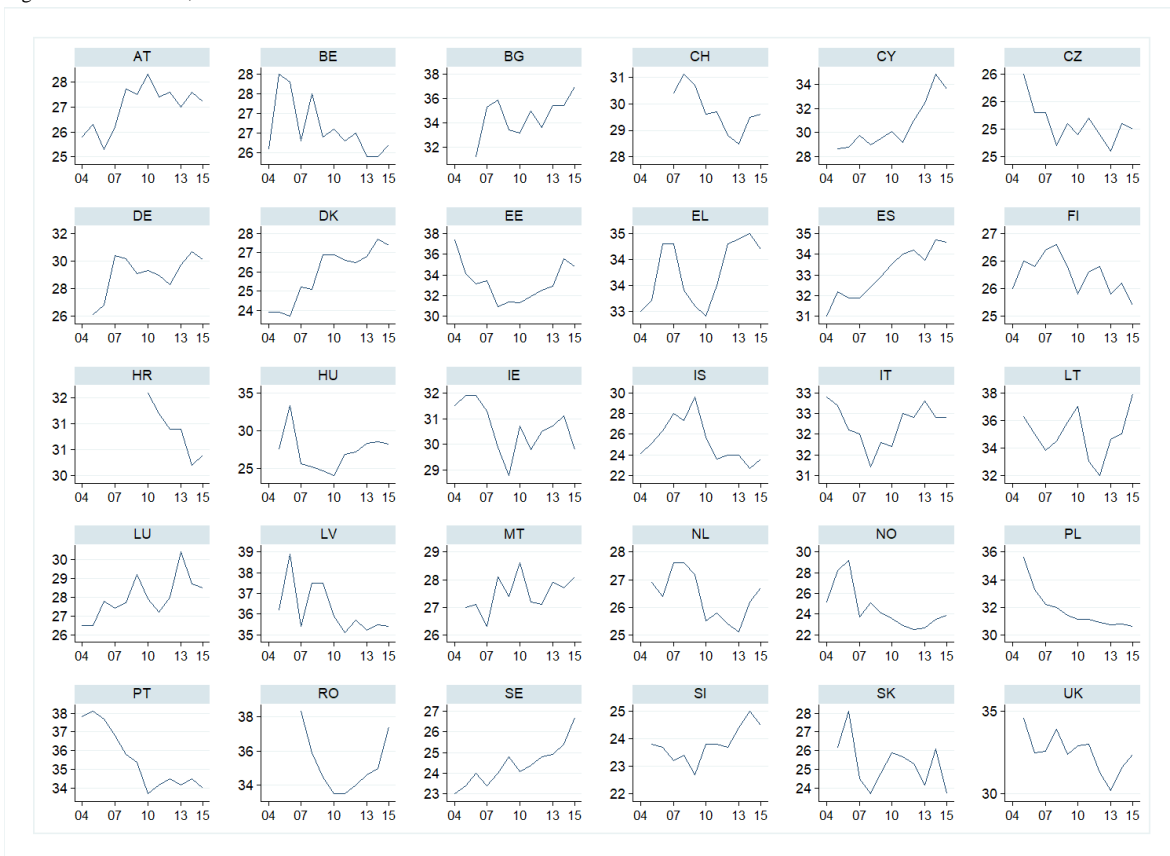 AT BE BG CH CY CZ
28 28 38 31 34 26
27 27 36 30 32 26
26 27 34 29 30 25
25 26 32 28 28 25
04 07 10 13 15 04 07 10 13 15 04 07 10 13 15 04 07 10 13 15 04 07 10 13 15 04 07 10 13 15
DE DK EE EL ES FI
32 28 38 35 35 27
30 27 36 34 33 26
28 26 34 34 33 26
26 25 32 33 32 25
24 30 31
04 07 10 13 15 04 07 10 13 15 04 07 10 13 15 04 07 10 13 15 04 07 10 13 15 04 07 10 13 15
HR HU IE IS IT LT
32 35 32 30 33 38
31 30 31 28 33 36
31 25 30 26 32 34
30 29 24 32 32
22 31
31
04 07 10 13 15 04 07 10 13 15 04 07 10 13 15 04 07 10 13 15 04 07 10 13 15 04 07 10 13 15
LU LV MT NL NO PL
30 39 29 28 30 36
29 38 28 27 28 34
28 37 27 26 26 32
27 36 26 25 24 30
26 35 22
04 07 10 13 15 04 07 10 13 15 04 07 10 13 15 04 07 10 13 15 04 07 10 13 15 04 07 10 13 15
PT RO SE SI SK UK
38 38 27 25 28 35
37 36 26 24 27 30
36 34 25 23 26
35 24 22 25
34 23 24
04 07 10 13 15 04 07 10 13 15 04 07 10 13 15 04 07 10 13 15 04 07 10 13 15 04 07 10 13 15